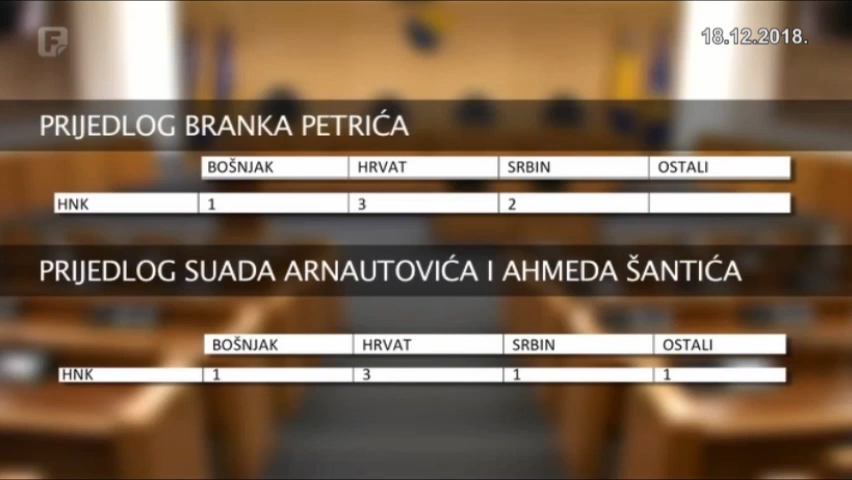 18.12.2018.
PRIJEDLOG BRANKA PETRIĆA
BOŠNJAK HRVAT SRBIN OSTALI
HNK 1 3 2
PRIJEDLOG SUADA ARNAUTOVIĆA I AHMEDA ŠANTIĆA
BOŠNJAK HRVAT SRBIN OSTALI
HNK 1 3 1 1